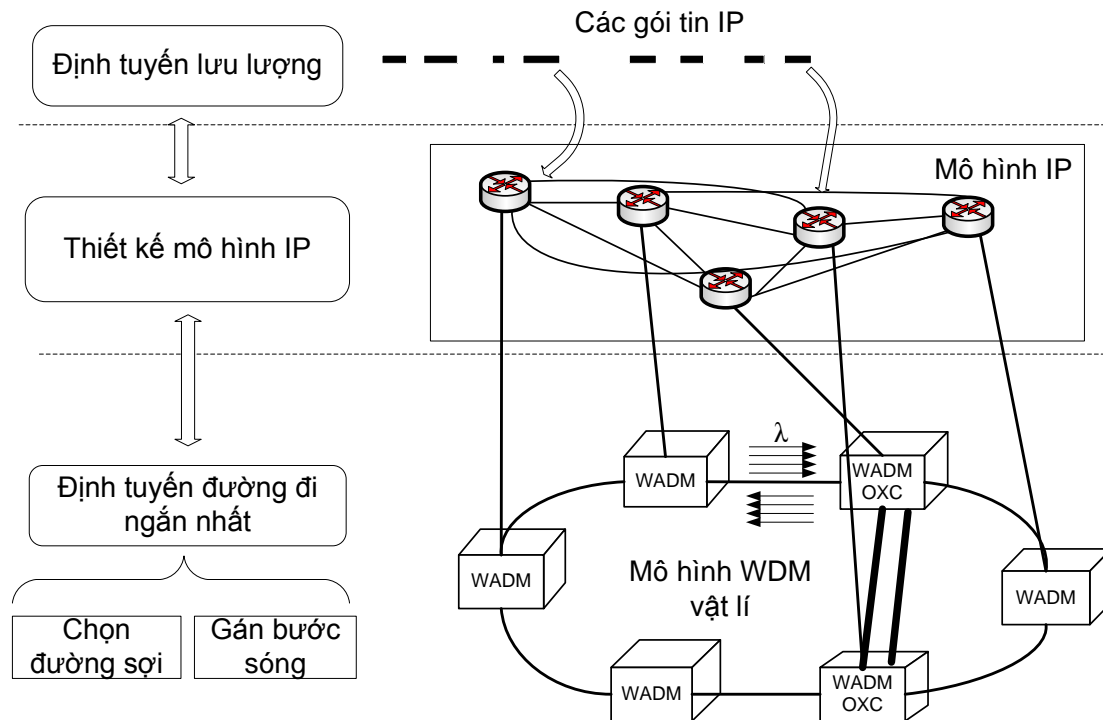 Các gói tin IP
Định tuyến lưu lượng
Mô hình IP
Thiết kế mô hình IP
λ
WADM
WADM
OXC
Định tuyến đường đi
ngắn nhất
WADM
Mô hình WDM
vật lí
WADM
Chọn
đường sợi
Gán bước
sóng
WADM
WADM
OXC